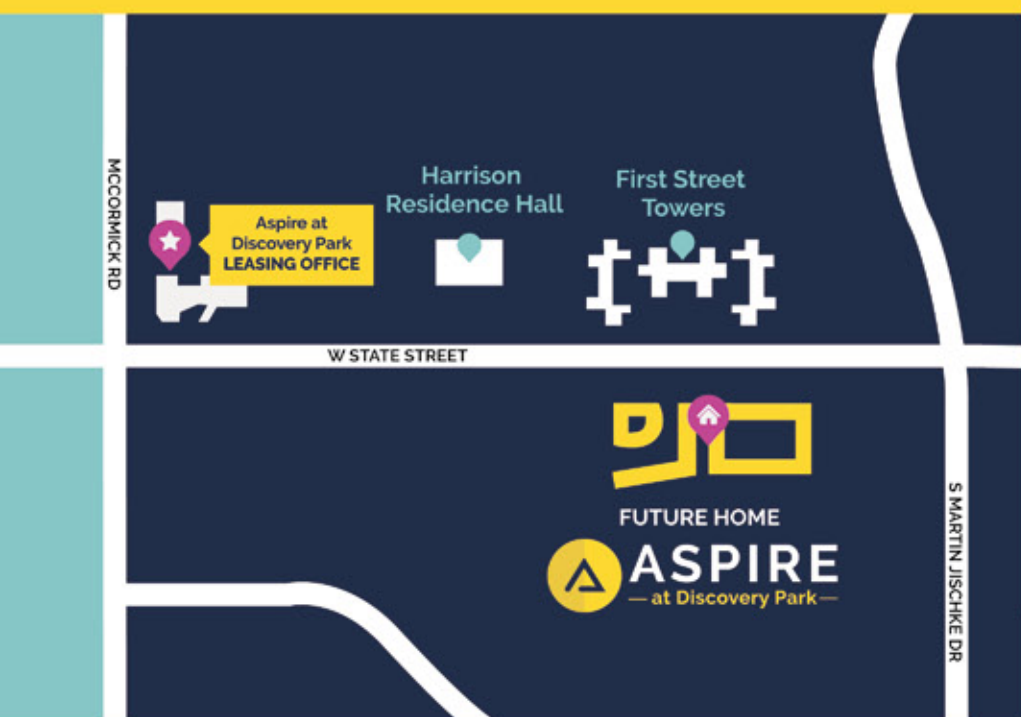 MCCORMICK RD
Aspire at
Discovery Park
LEASING OFFICE
Harrison
Residence Hall
First Street
Towers
W STATE STREET
FUTURE HOME
ASPIRE
at Discovery Park
S MARTIN JISCHKE DR